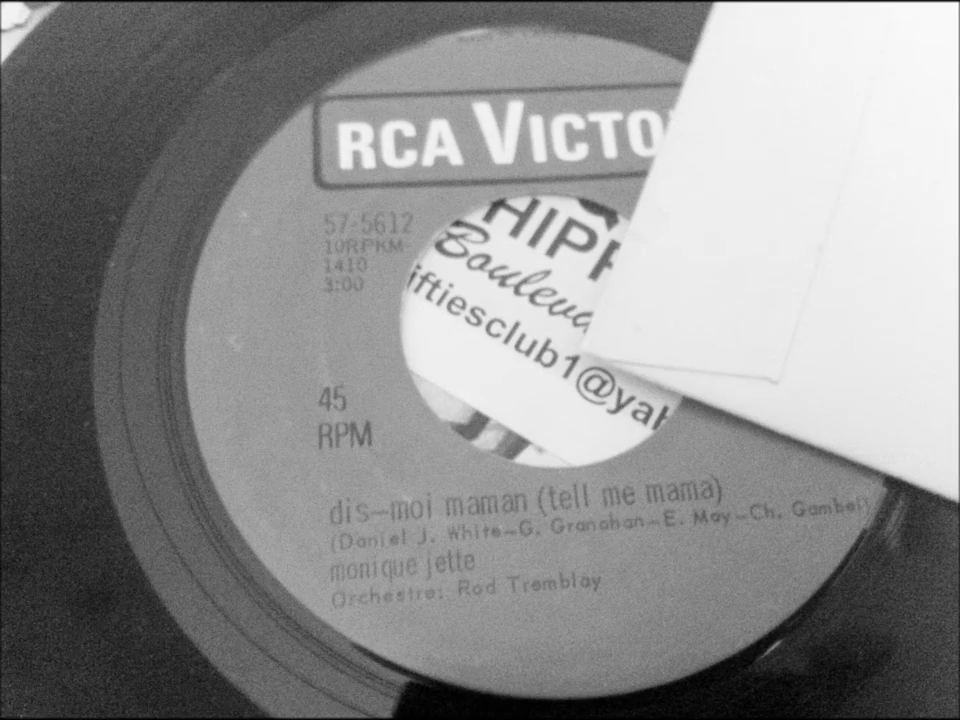 RCA VICTO
57-5612
10RPKM-
1410
3:00
HIPP
Bouleva
iftiesclub1@yah
45
RPM
dis-moi maman (tell me mama)
(Daniel J. White-G. Granahan-E. May-Ch. Gambell)
monique jette
Orchestre: Rod Tremblay